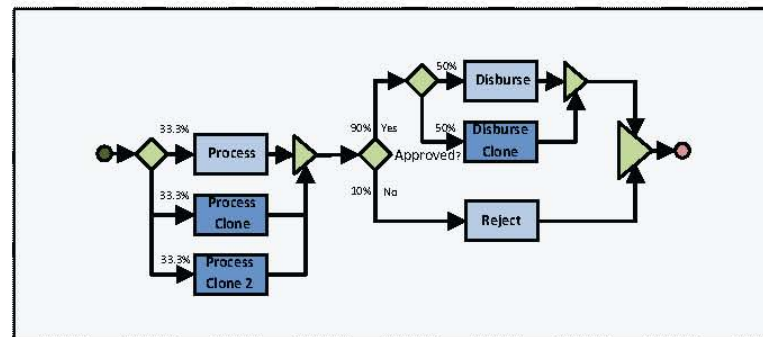 50%
Disburse
90%
Yes
50%
Disburse
Clone
33.3%
Process
Approved?
10%
No
33.3%
Process
Clone
Reject
33.3%
Process
Clone 2